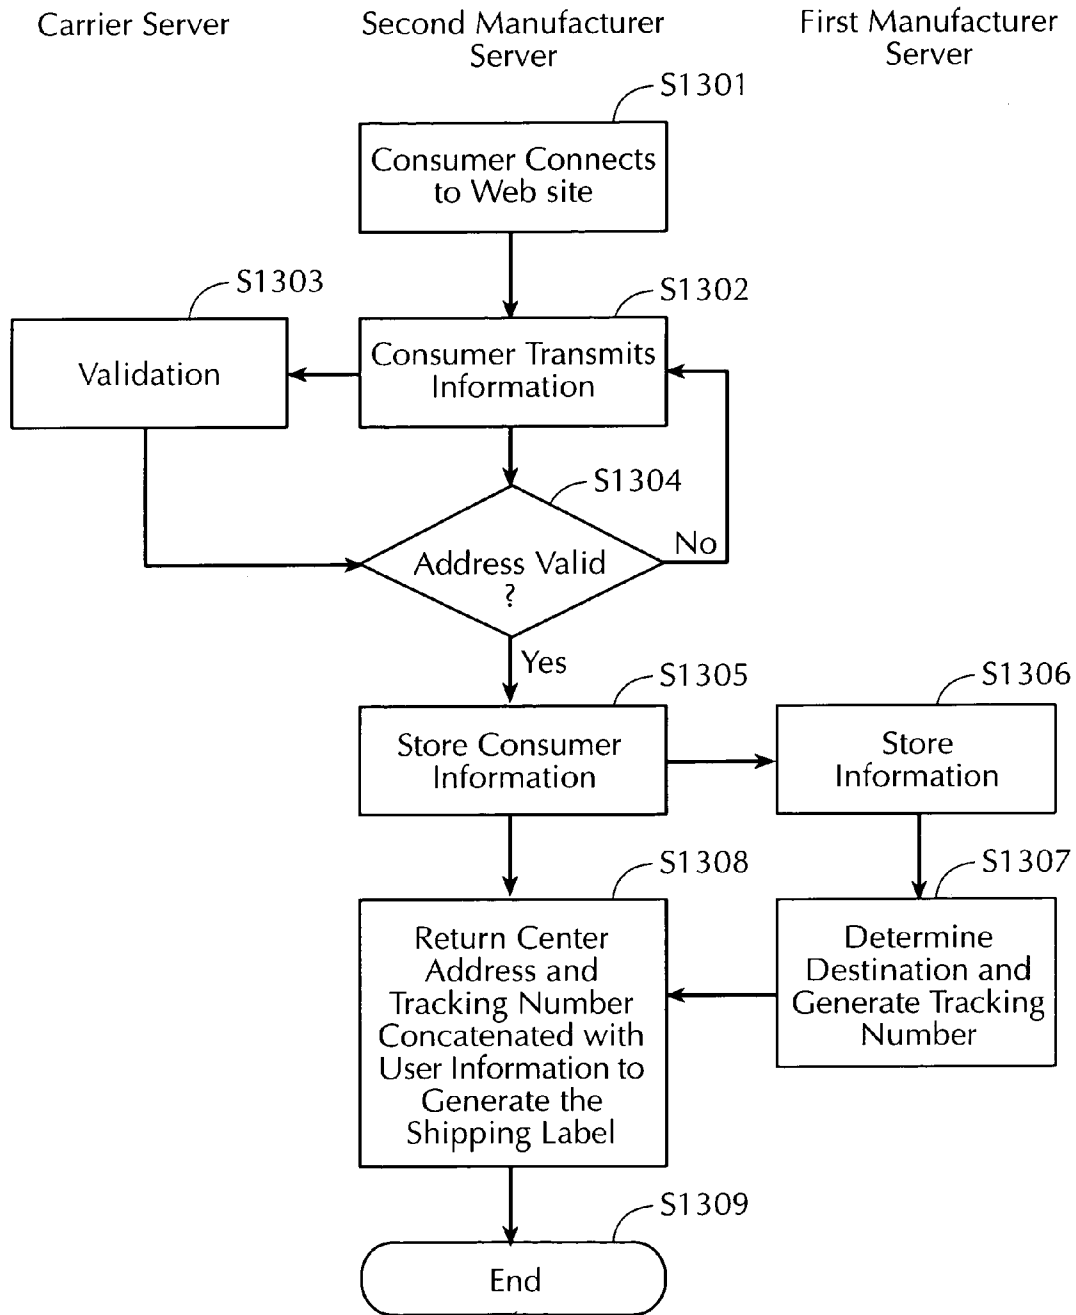 Carrier Server
Second Manufacturer
Server
First Manufacturer
Server
S1301
Consumer Connects
to Web site
S1303
S1302
Validation
Consumer Transmits
Information
S1304
No
Address Valid
?
Yes
S1305
S1306
Store Consumer
Information
Store
Information
S1308
S1307
Return Center
Address and
Tracking Number
Concatenated with
User Information to
Generate the
Shipping Label
Determine
Destination and
Generate Tracking
Number
S1309
End